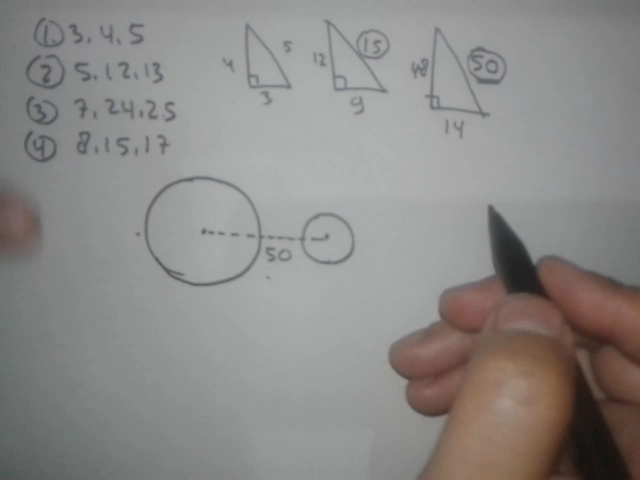 ① 3, 4, 5
② 5, 12, 13
③ 7, 24, 25
④ 8, 15, 17
4 5 3
12 15 9
48 50 14
50